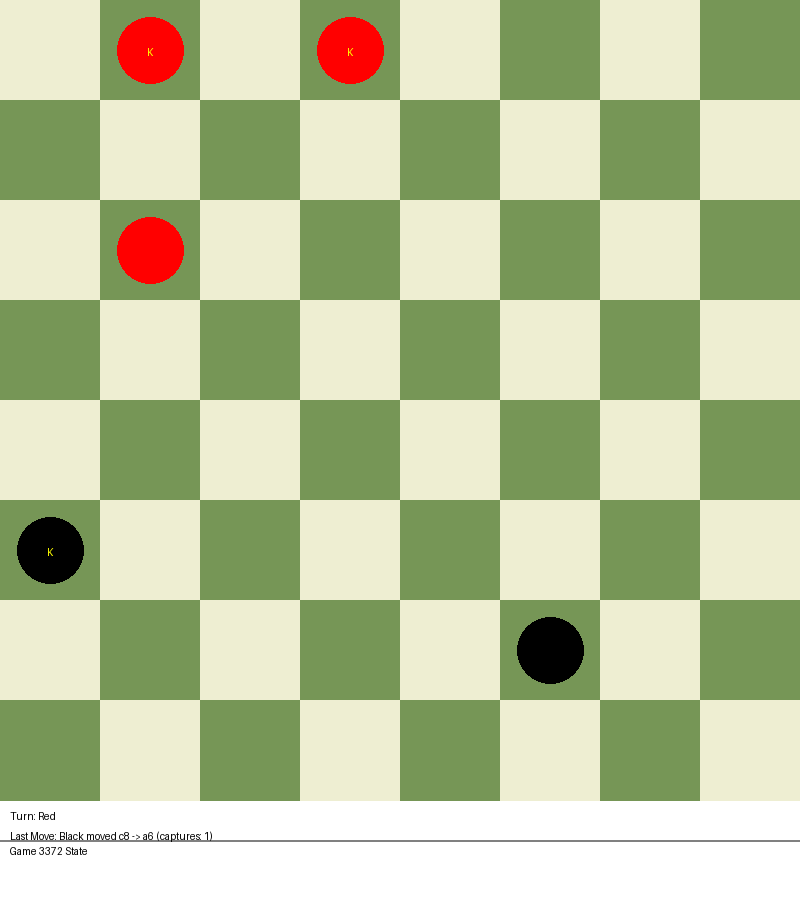 K K
K
Turn: Red
Last Move: Black moved c8 -> a6 (captures: 1)
Game 3372 State